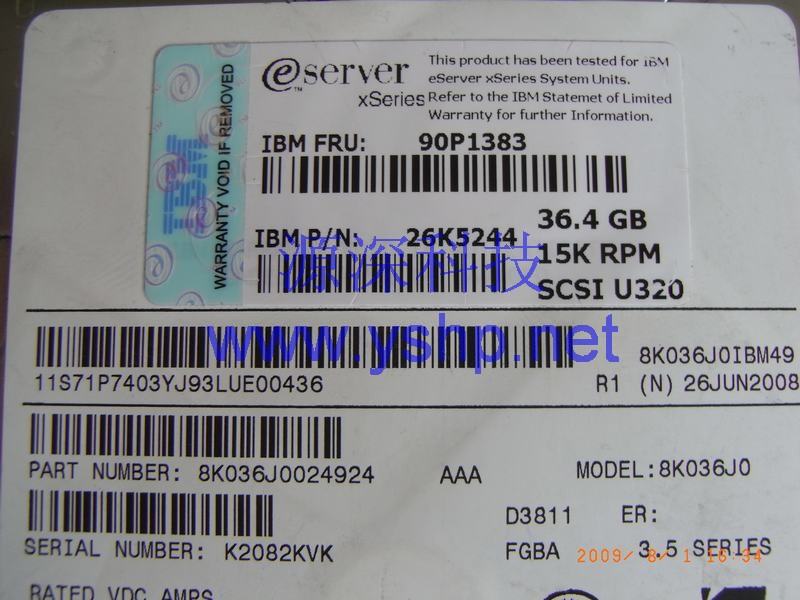 WARRANTY VOID IF REMOVED
IBM
eserver
TM
xSeries
This product has been tested for IBM
eServer xSeries System Units.
Refer to the IBM Statemet of Limited
Warranty for further Information.
IBM FRU: 90P1383
IBM P/N: 26K5244
36.4 GB
15K RPM
SCSI U320
源深科技
www.yshp.net
8K036J0IBM49
11S71P7403YJ93LUE00436
R1 (N) 26JUN2008
PART NUMBER: 8K036J0024924 AAA MODEL:8K036J0
D3811 ER:
SERIAL NUMBER: K2082KVK
FGBA 3.5 SERIES
2009/ 8/ 1 16:34
RATED VDC AMPS